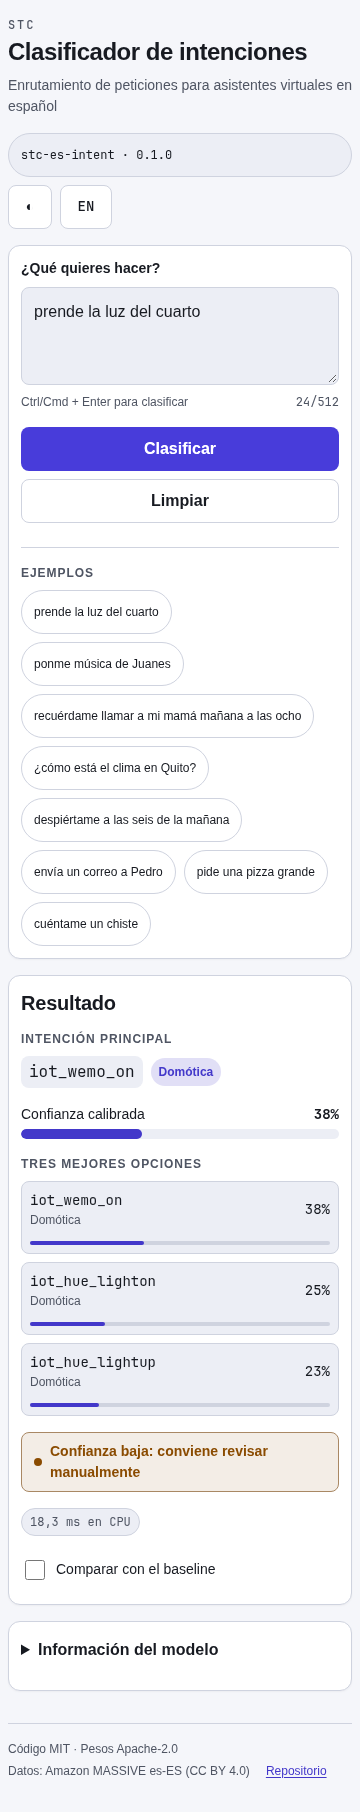 STC
Clasificador de intenciones
Enrutamiento de peticiones para asistentes virtuales en
español
stc-es-intent · 0.1.0
EN
¿Qué quieres hacer?
prende la luz del cuarto
Ctrl/Cmd + Enter para clasificar 24/512
Clasificar
Limpiar
EJEMPLOS
prende la luz del cuarto
ponme música de Juanes
recuérdame llamar a mi mamá mañana a las ocho
¿cómo está el clima en Quito?
despiértame a las seis de la mañana
envía un correo a Pedro pide una pizza grande
cuéntame un chiste
Resultado
INTENCIÓN PRINCIPAL
iot_wemo_on Domótica
Confianza calibrada 38%
TRES MEJORES OPCIONES
iot_wemo_on
Domótica
38%
iot_hue_lighton
Domótica
25%
iot_hue_lightup
Domótica
23%
Confianza baja: conviene revisar
manualmente
18,3 ms en CPU
Comparar con el baseline
Información del modelo
Código MIT · Pesos Apache-2.0
Datos: Amazon MASSIVE es-ES (CC BY 4.0) Repositorio